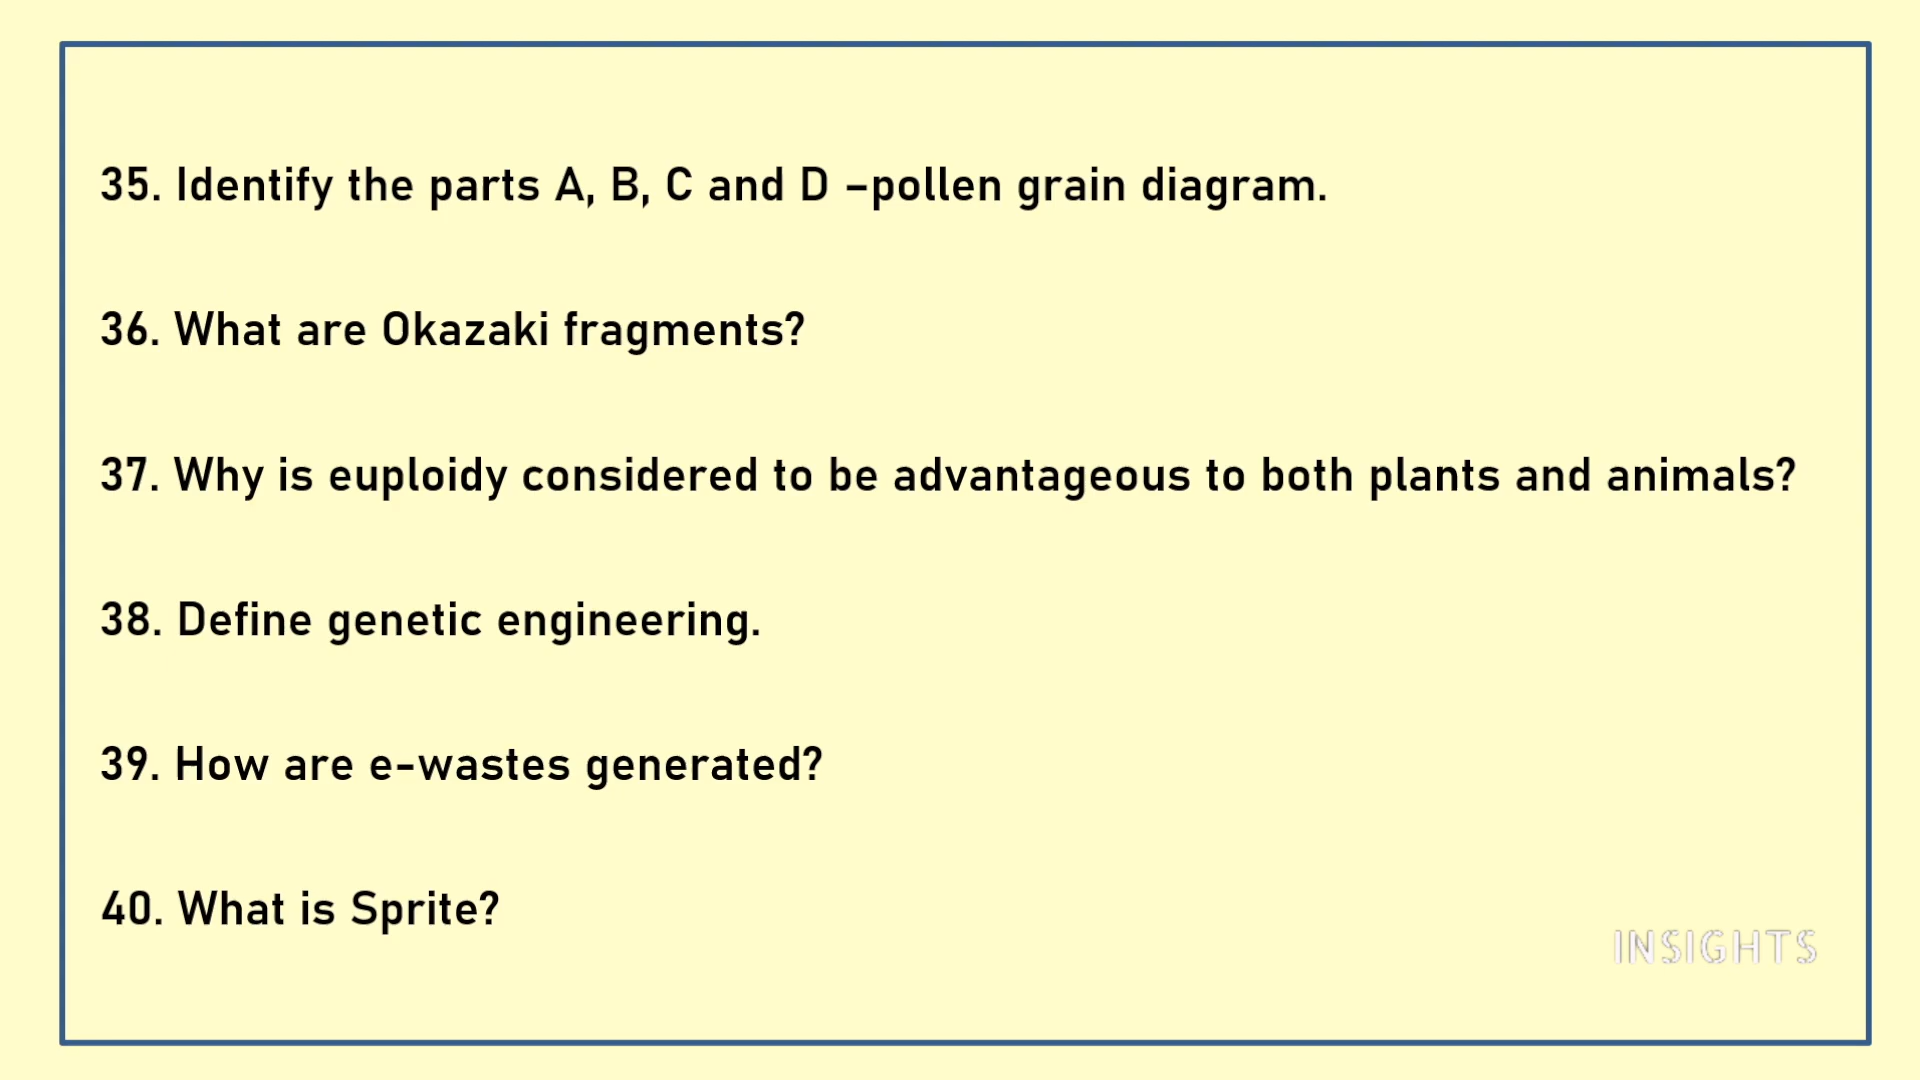 35. Identify the parts A, B, C and D –pollen grain diagram.
36. What are Okazaki fragments?
37. Why is euploidy considered to be advantageous to both plants and animals?
38. Define genetic engineering.
39. How are e-wastes generated?
40. What is Sprite?
INSIGHTS